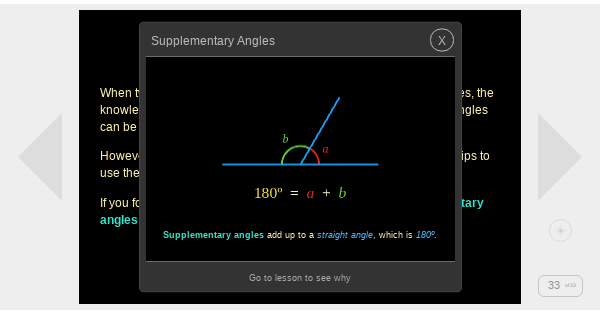 Supplementary Angles
X
When t
es, the
knowle
ngles
can be
Howev
ips to
use the
If you fo
tary
angles
b
a
180º = a + b
Supplementary angles add up to a straight angle, which is 180º.
Go to lesson to see why
33